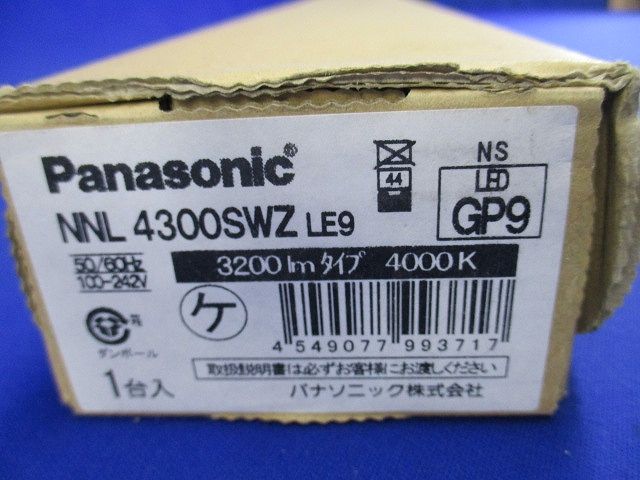 Panasonic®
NNL 4300SWZ LE9
44
NS
LED
GP9
50/60Hz
100-242V
3200 lm タイプ 4000K
ケ
4 549077 993717
ダンボール
1台入
取扱説明書は必ずお客様にお渡しください
パナソニック株式会社